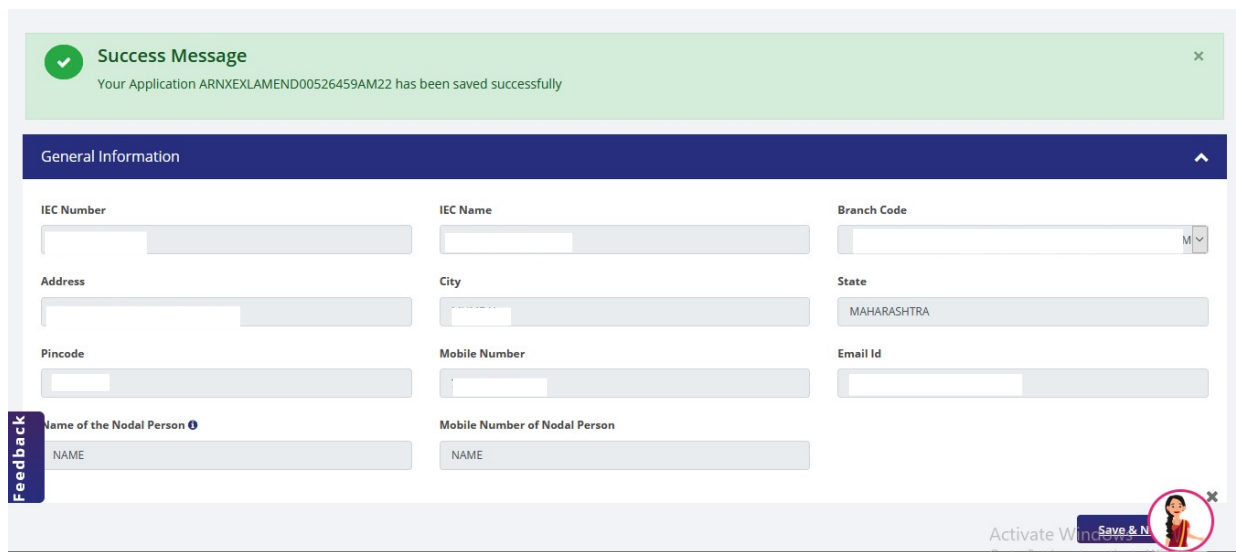 Success Message
Your Application ARNXEXLAMEND00526459AM22 has been saved successfully
General Information
IEC Number
IEC Name
Branch Code
M
Address
City
State
MAHARASHTRA
Pincode
Mobile Number
Email Id
Name of the Nodal Person
Mobile Number of Nodal Person
NAME
NAME
Feedback
Save & N
Activate Windows